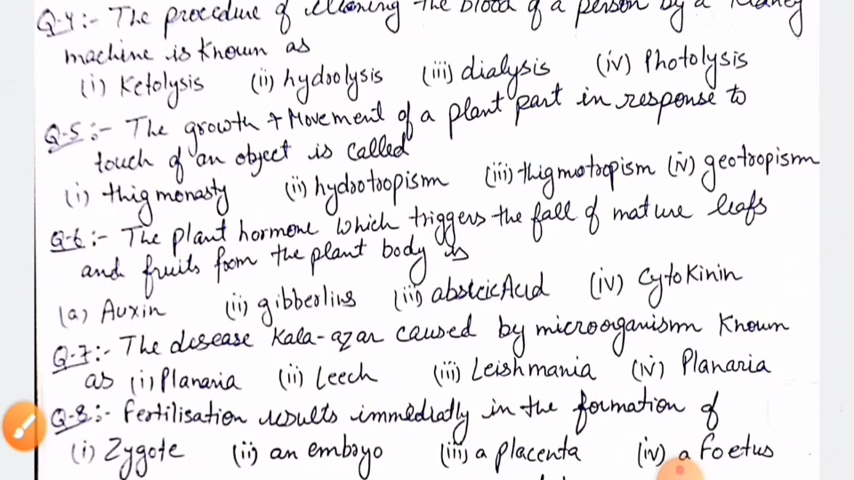 Q-4:- The procedure of cleaning the blood of a person by a kidney
machine is known as
(i) Ketolysis (ii) hydrolysis (iii) dialysis (iv) Photolysis
Q-5:- The growth + Movement of a plant part in response to
touch of an object is called
(i) thigmonasty (ii) hydrotropism (iii) thigmotropism (iv) geotropism
Q-6:- The plant hormone which triggers the fall of mature leafs
and fruits from the plant body is
(a) Auxin (ii) gibberlins (iii) abscicAcid (iv) Cytokinin
Q-7:- The desease Kala-azar caused by microorganism Known
as (i) Planaria (ii) Leech (iii) Leishmania (iv) Planaria
Q-8:- Fertilisation results immediatly in the formation of
(i) Zygote (ii) an embryo (iii) a placenta (iv) a Foetus